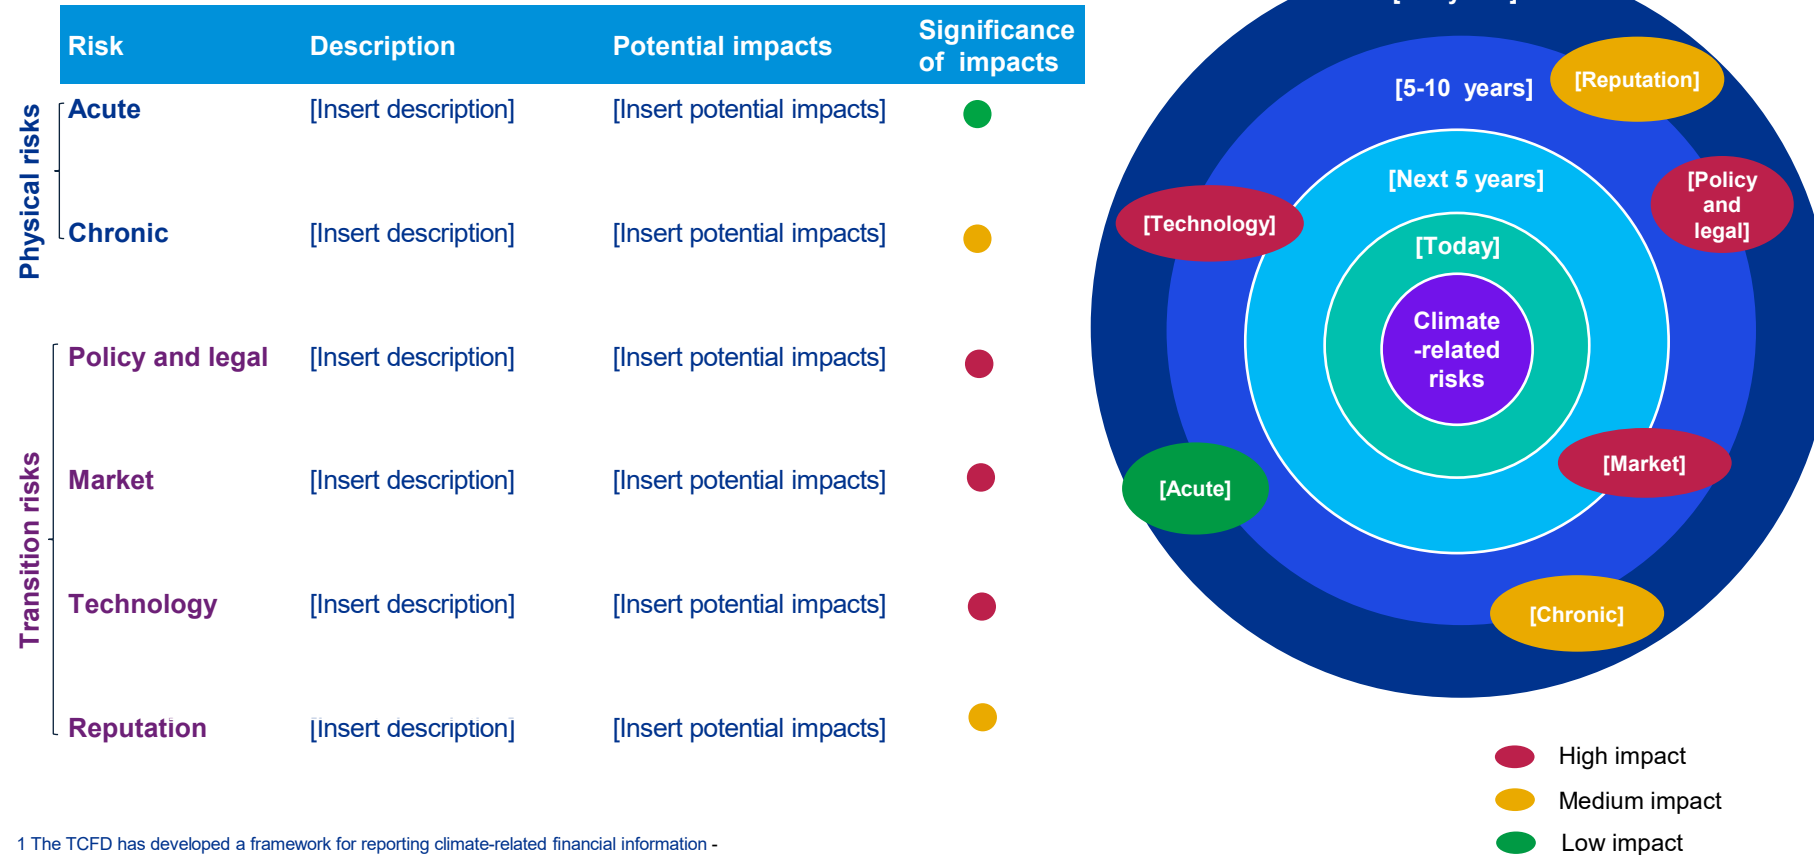 Risk
Description
Potential impacts
Significance
of impacts
Physical risks
Acute
[Insert description]
[Insert potential impacts]
Chronic
[Insert description]
[Insert potential impacts]
Transition risks
Policy and legal
[Insert description]
[Insert potential impacts]
Market
[Insert description]
[Insert potential impacts]
Technology
[Insert description]
[Insert potential impacts]
Reputation
[Insert description]
[Insert potential impacts]
1 The TCFD has developed a framework for reporting climate-related financial information -
[Reputation]
[5-10 years]
[Next 5 years]
[Policy
and
legal]
[Technology]
[Today]
Climate
-related
risks
[Market]
[Acute]
[Chronic]
High impact
Medium impact
Low impact